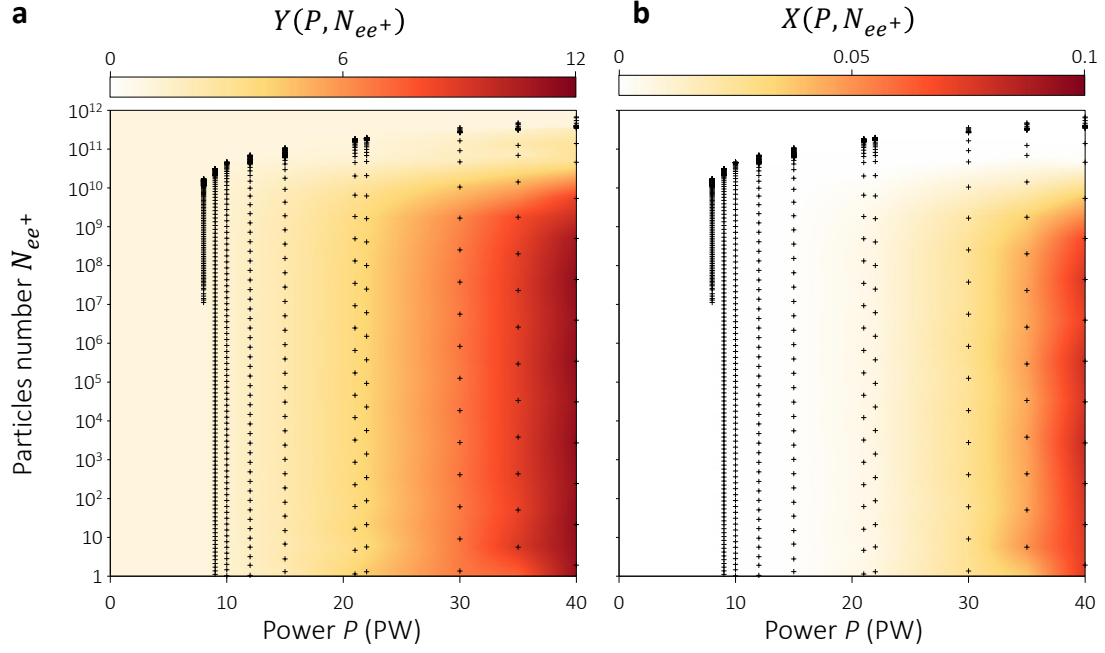 a
Y(P, N_{ee^+})
0 6 12
10^{12}
10^{11}
10^{10}
10^9
10^8
10^7
10^6
10^5
10^4
10^3
10^2
10
1
Particles number N_{ee^+}
0 10 20 30 40
Power P (PW)
b
X(P, N_{ee^+})
0 0.05 0.1
0 10 20 30 40
Power P (PW)